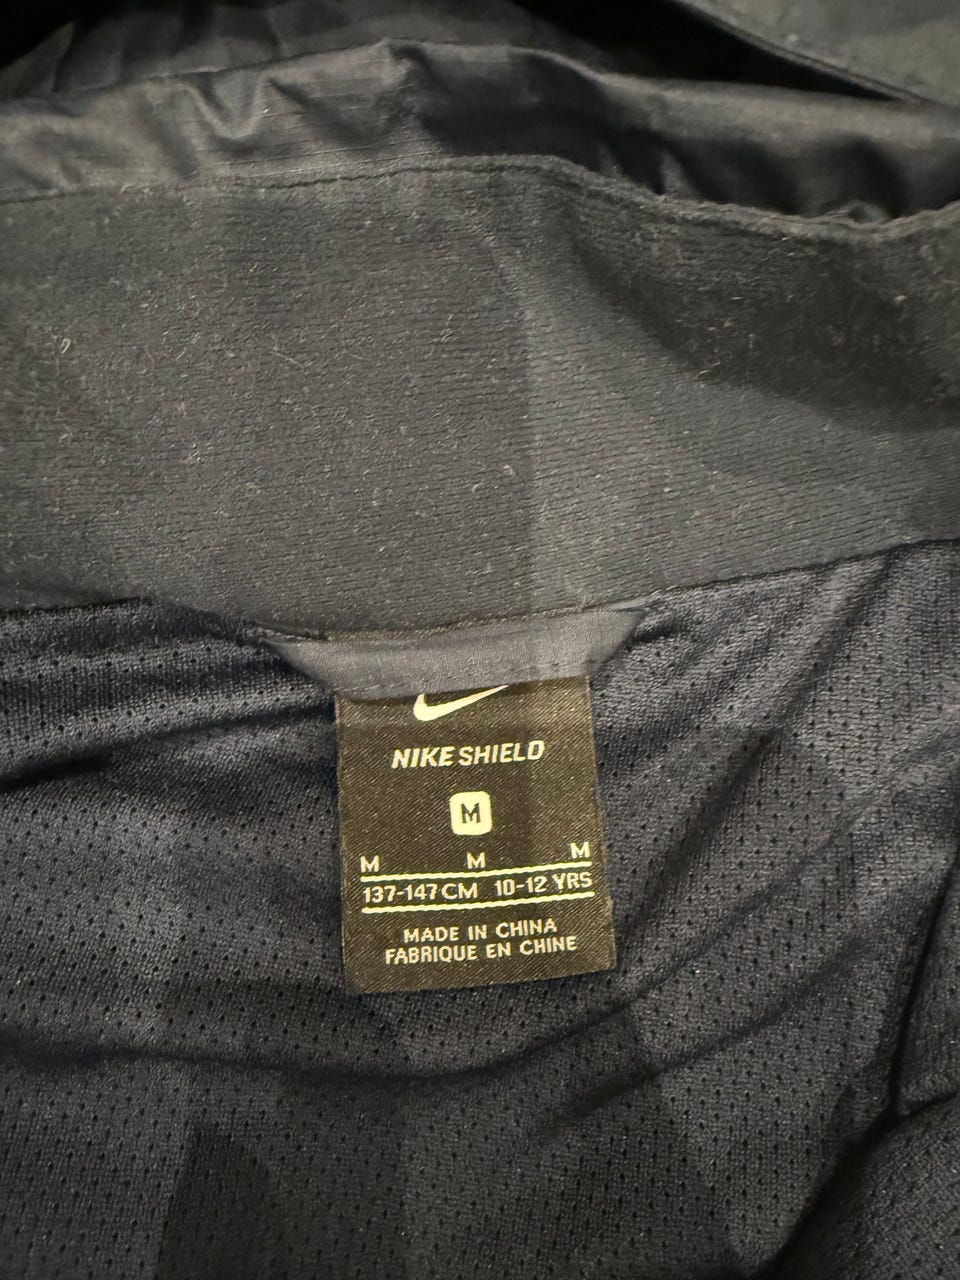 NIKE SHIELD
M
M M M
137-147 CM 10-12 YRS
MADE IN CHINA
FABRIQUE EN CHINE